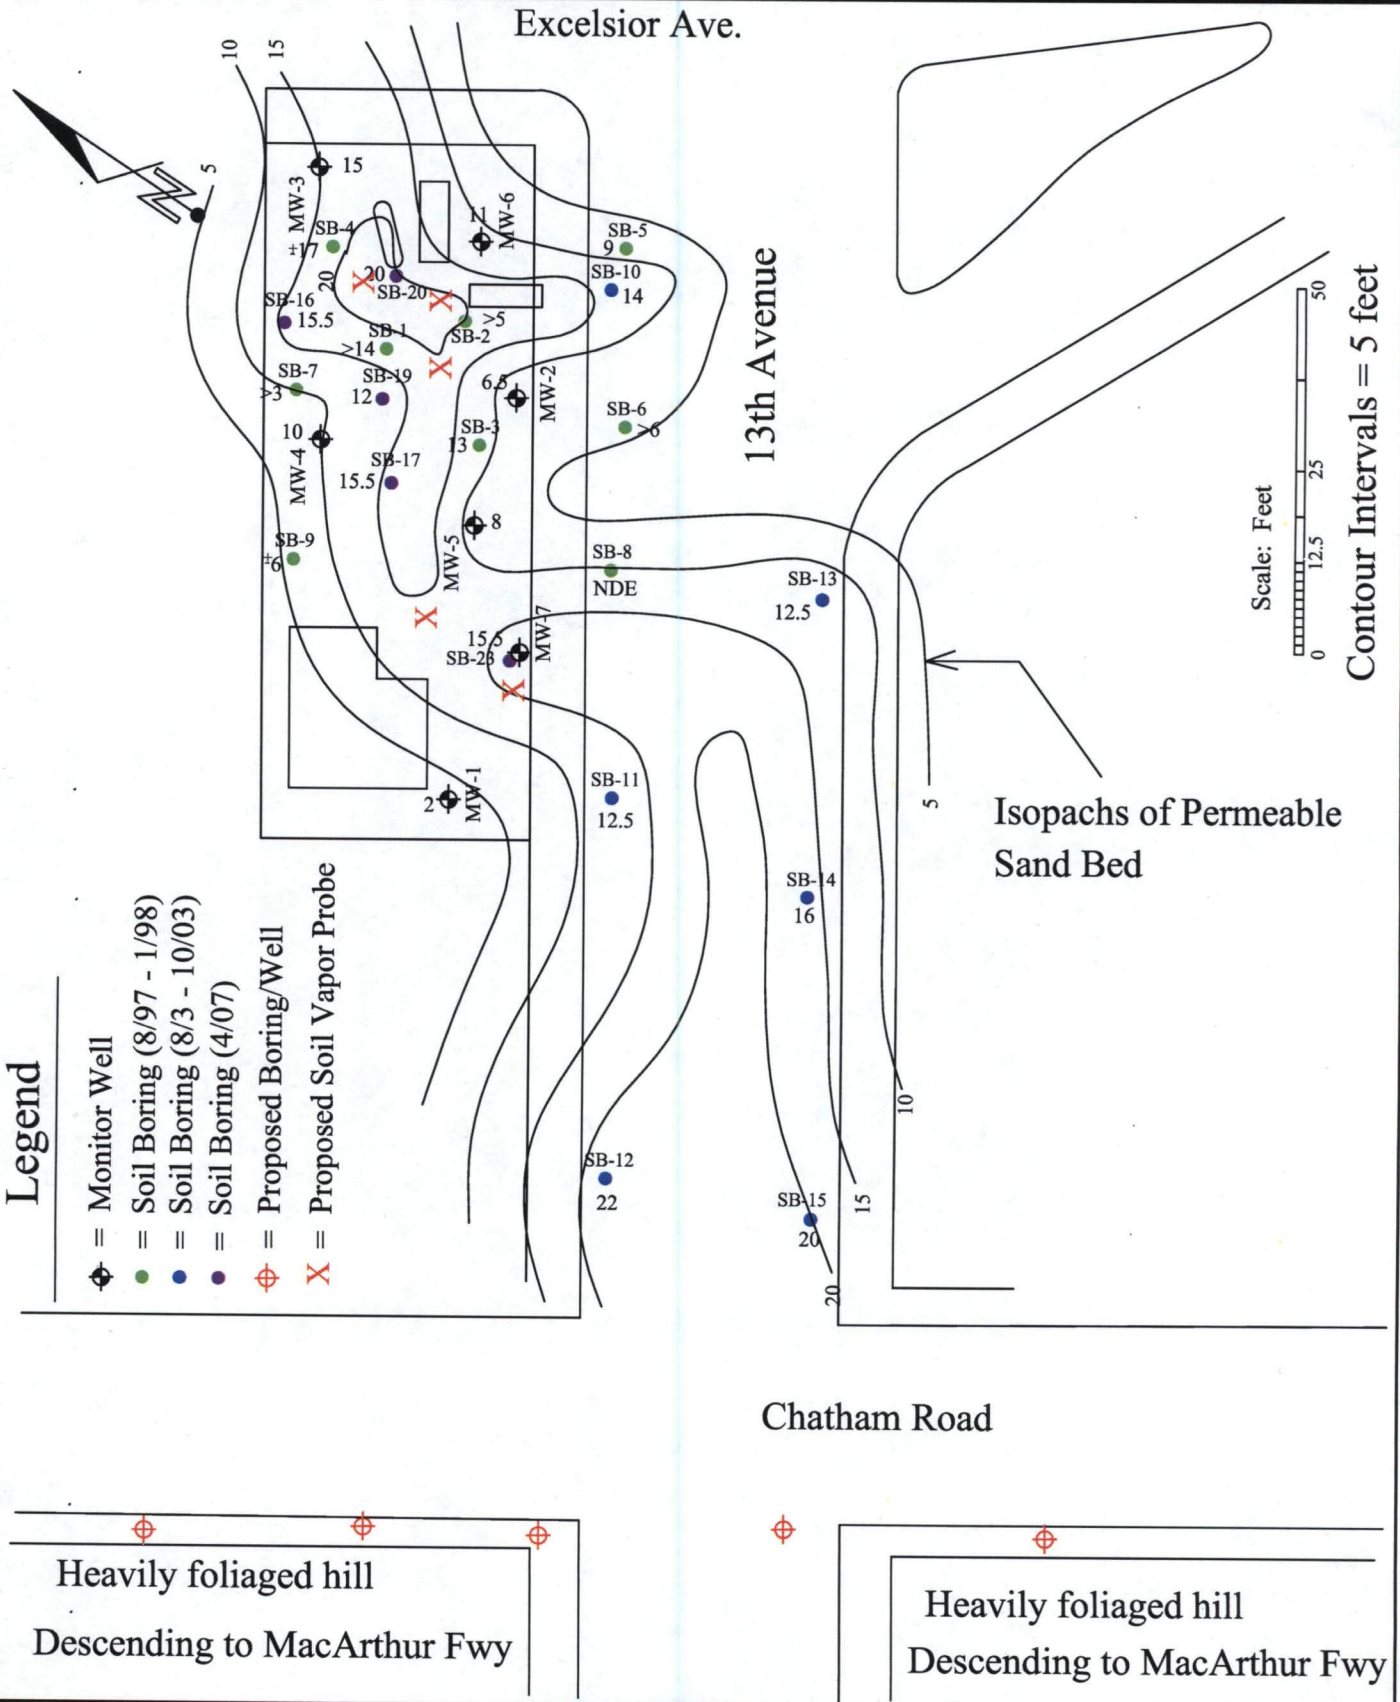 Excelsior Ave.
10
15
5
N
MW-3
15
SB-4
±17
20
11
MW-6
SB-5
9
SB-10
14
20
SB-20
SB-16
15.5
SB-1
>14
SB-2
>5
SB-7
>3
SB-19
12
6.5
MW-2
SB-6
>6
10
MW-4
SB-3
13
SB-17
15.5
8
MW-5
SB-9
±6
SB-8
NDE
SB-13
12.5
15.5
SB-23
MW-7
13th Avenue
2
MW-1
SB-11
12.5
SB-14
16
SB-12
22
SB-15
20
5
10
15
20
Isopachs of Permeable
Sand Bed
Scale: Feet
0
12.5
25
50
Contour Intervals = 5 feet
Legend
= Monitor Well
= Soil Boring (8/97 - 1/98)
= Soil Boring (8/3 - 10/03)
= Soil Boring (4/07)
= Proposed Boring/Well
X = Proposed Soil Vapor Probe
X
X
X
X
X
Chatham Road
Heavily foliaged hill
Descending to MacArthur Fwy
Heavily foliaged hill
Descending to MacArthur Fwy